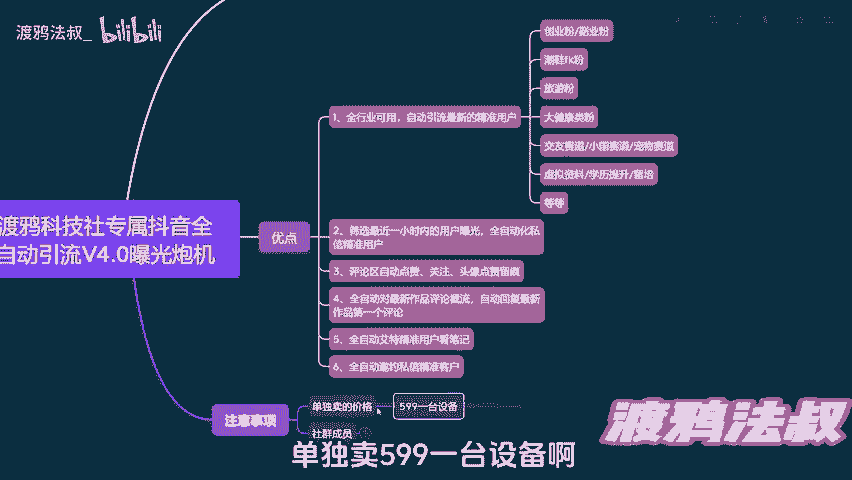 渡鸦法叔_ bilibili
创业粉/副业粉
旅游粉
1、全行业可用，自动引流最新的精准用户
大健康类粉
交友赛道/小程赛道/宠物赛道
虚拟资料/学历提升/留培
等等
渡鸦科技社专属抖音全
自动引流V4.0曝光炮机
优点
2、筛选最近一小时内的用户曝光，全自动化私
信精准用户
3、评论区自动点赞、关注、头像点赞留痕
4、全自动对最新作品评论截流，自动回复最新
作品第一个评论
5、全自动艾特精准用户看笔记
6、全自动邀约私信精准客户
注意事项
单独卖的价格
599一台设备
社群成员
渡鸦法叔
单独卖599一台设备啊